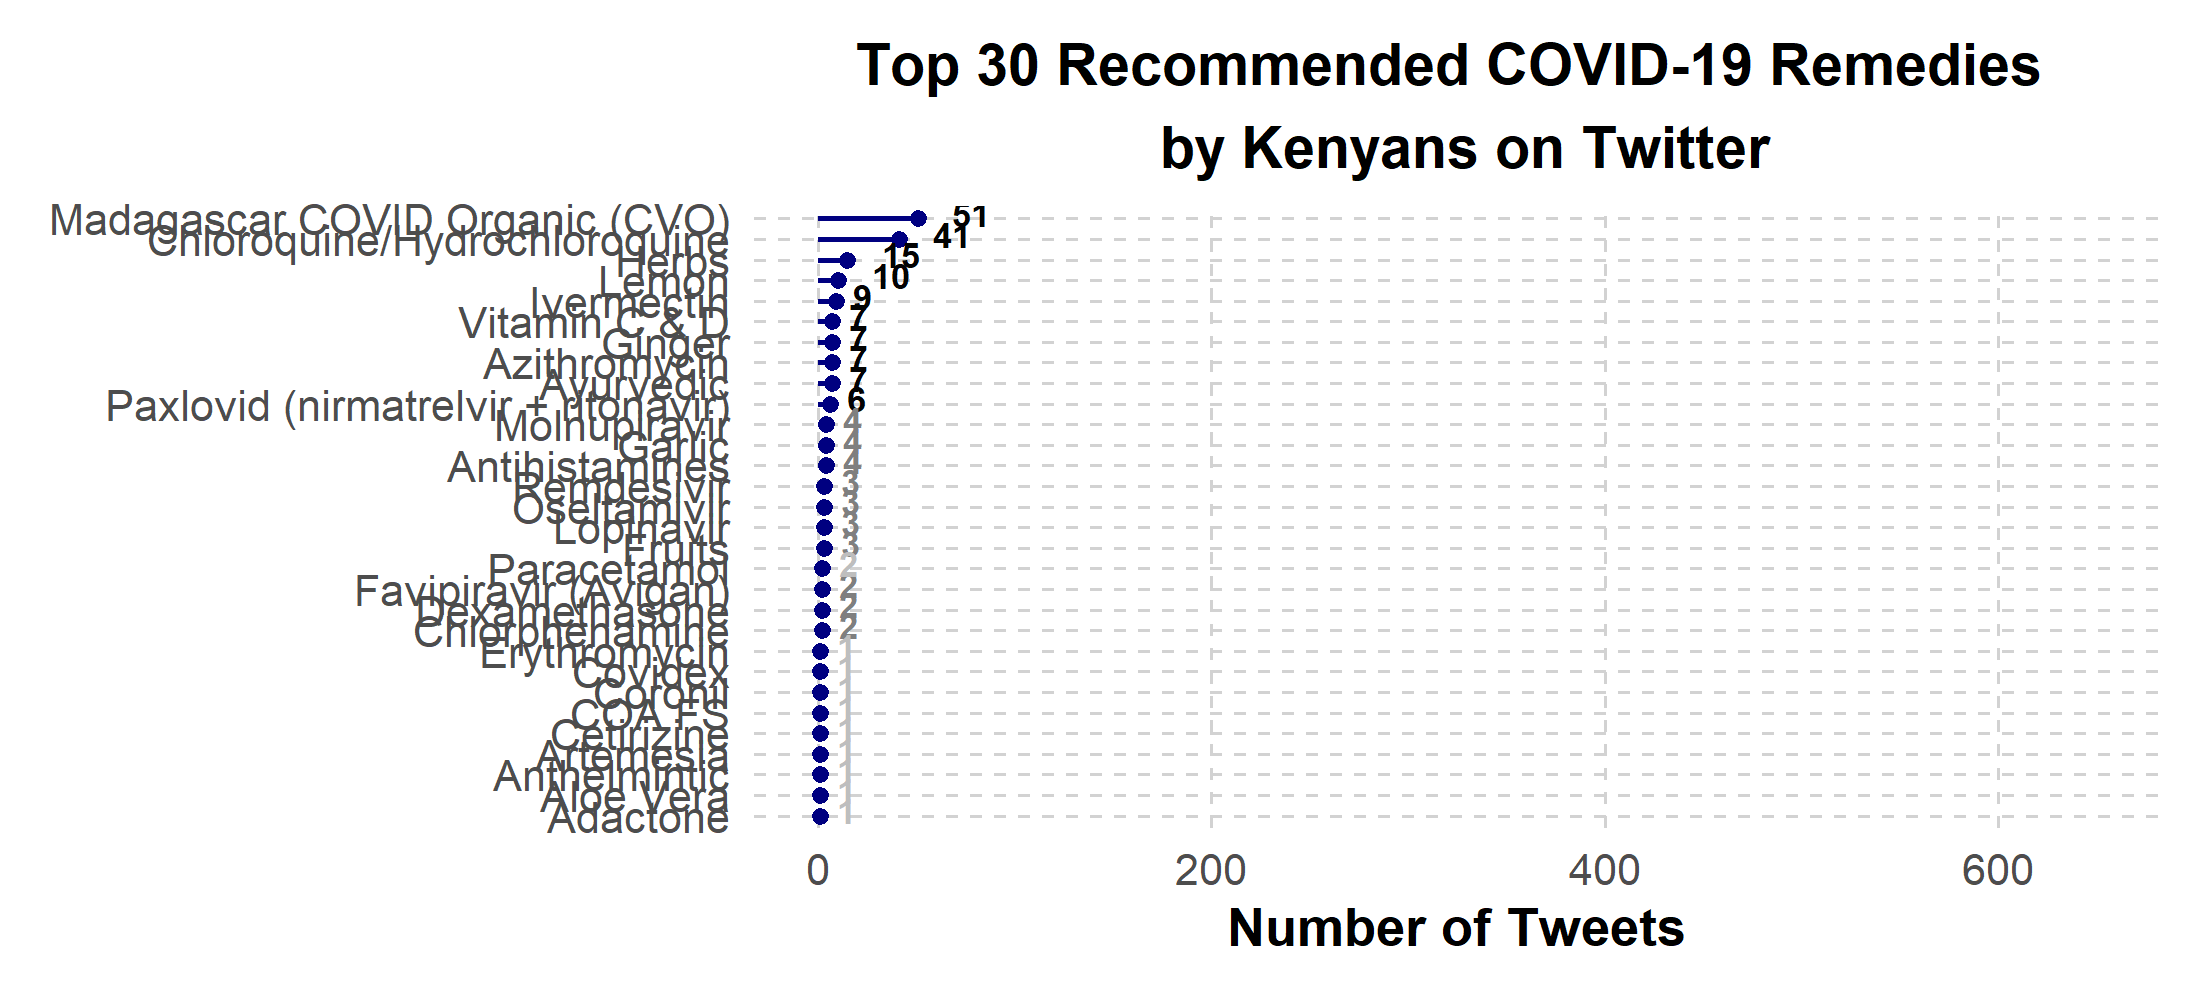 Top 30 Recommended COVID-19 Remedies
by Kenyans on Twitter
Madagascar COVID Organic (CVO) 51
Chloroquine/Hydrochloroquine 41
Herbs 15
Lemon 10
Ivermectin 9
Vitamin C & D 7
Ginger 7
Azithromycin 7
Ayurvedic 7
Paxlovid (nirmatrelvir + ritonavir) 6
Molnupiravir 4
Garlic 4
Antihistamines 4
Remdesivir 3
Oseltamivir 3
Lopinavir 3
Fruits 3
Paracetamol 2
Favipiravir (Avigan) 2
Dexamethasone 2
Chlorphenamine 2
Erythromycin 1
Covidex 1
Coronil 1
COA FS 1
Cetirizine 1
Artemesia 1
Anthelmintic 1
Aloe Vera 1
Adactone 1
0 200 400 600
Number of Tweets